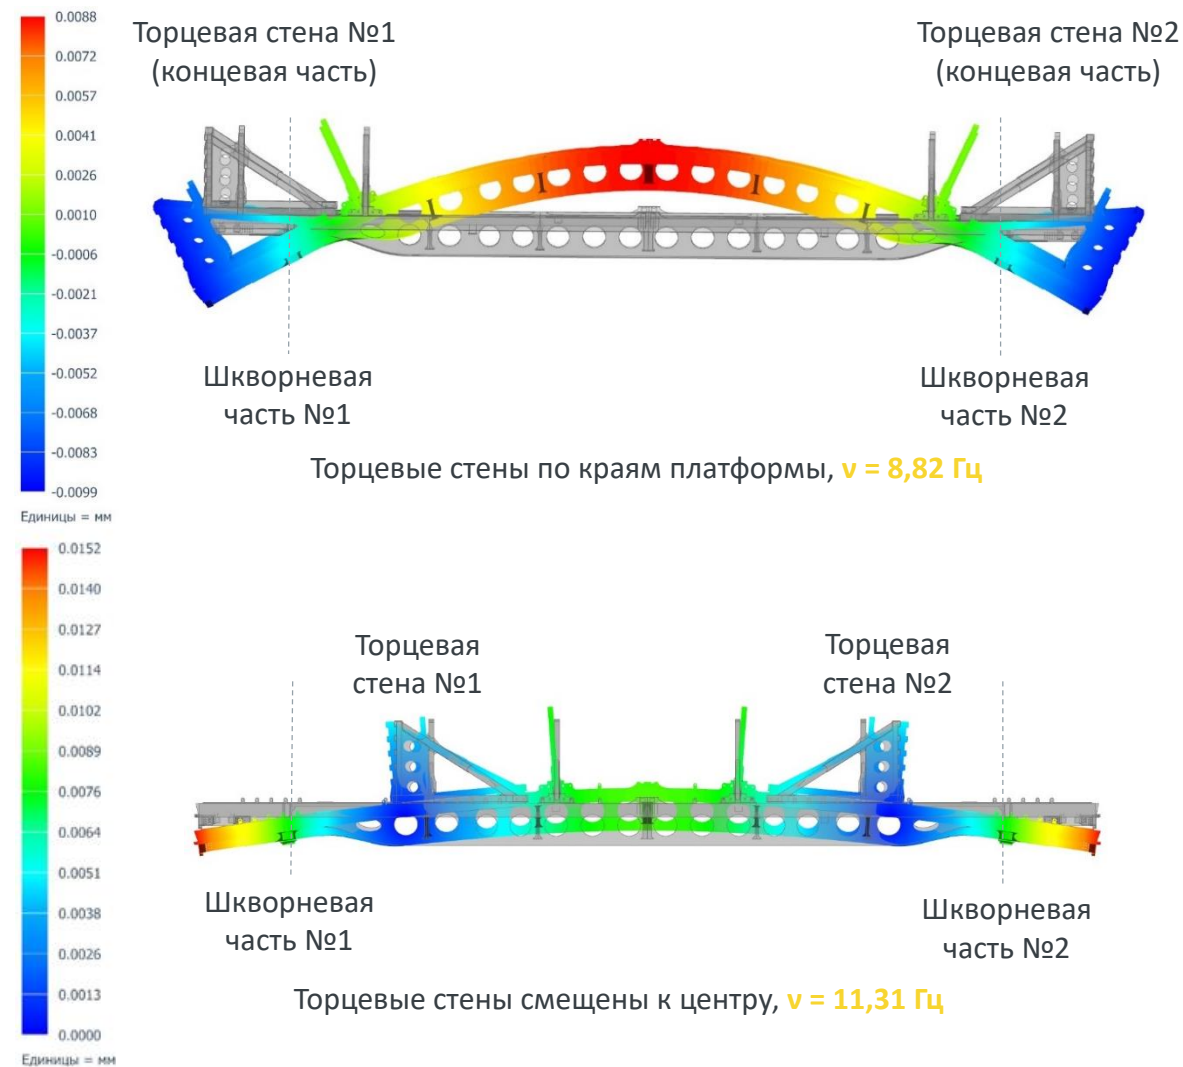 0.0088
0.0072
0.0057
0.0041
0.0026
0.0010
-0.0006
-0.0021
-0.0037
-0.0052
-0.0068
-0.0083
-0.0099
Единицы = мм
Торцевая стена №1
(концевая часть)
Торцевая стена №2
(концевая часть)
Шкворневая
часть №1
Шкворневая
часть №2
Торцевые стены по краям платформы, ν = 8,82 Гц
0.0152
0.0140
0.0127
0.0114
0.0102
0.0089
0.0076
0.0064
0.0051
0.0038
0.0026
0.0013
0.0000
Единицы = мм
Торцевая
стена №1
Торцевая
стена №2
Шкворневая
часть №1
Шкворневая
часть №2
Торцевые стены смещены к центру, ν = 11,31 Гц